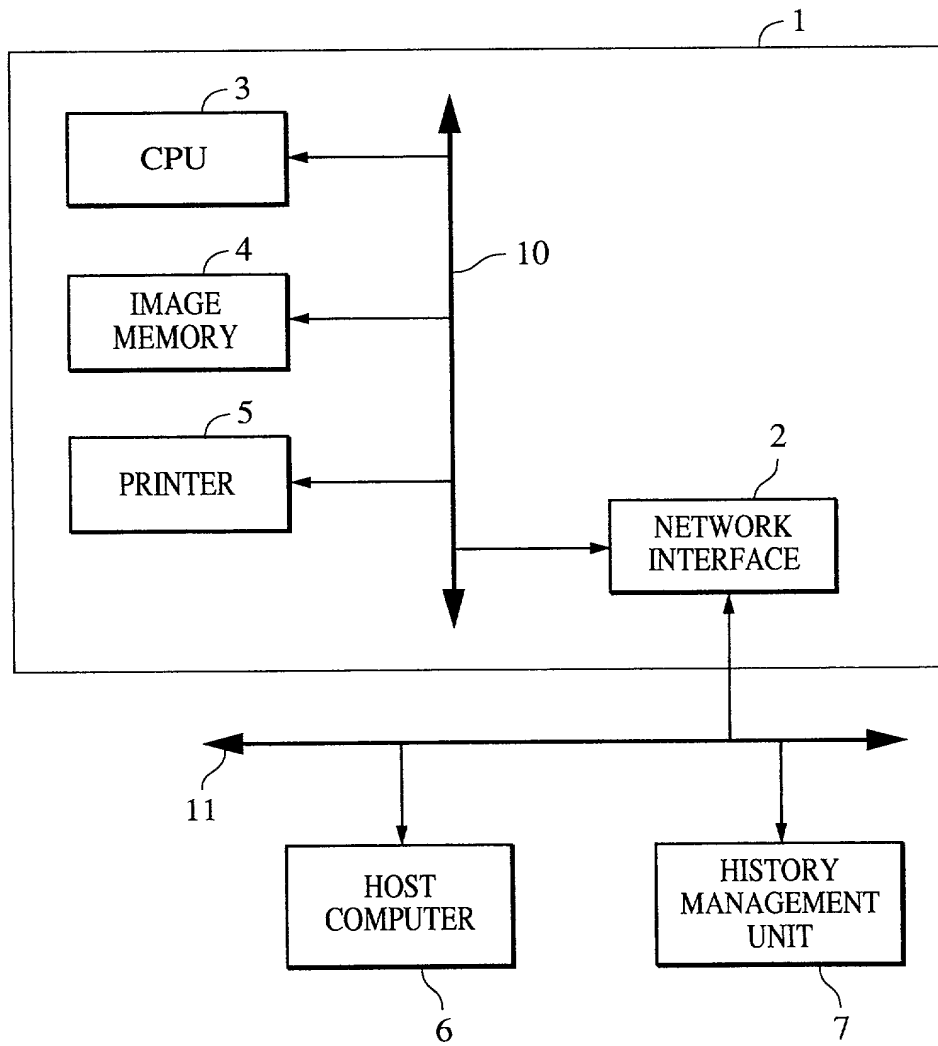 1
3
CPU
4
IMAGE
MEMORY
10
5
PRINTER
2
NETWORK
INTERFACE
11
HOST
COMPUTER
6
HISTORY
MANAGEMENT
UNIT
7